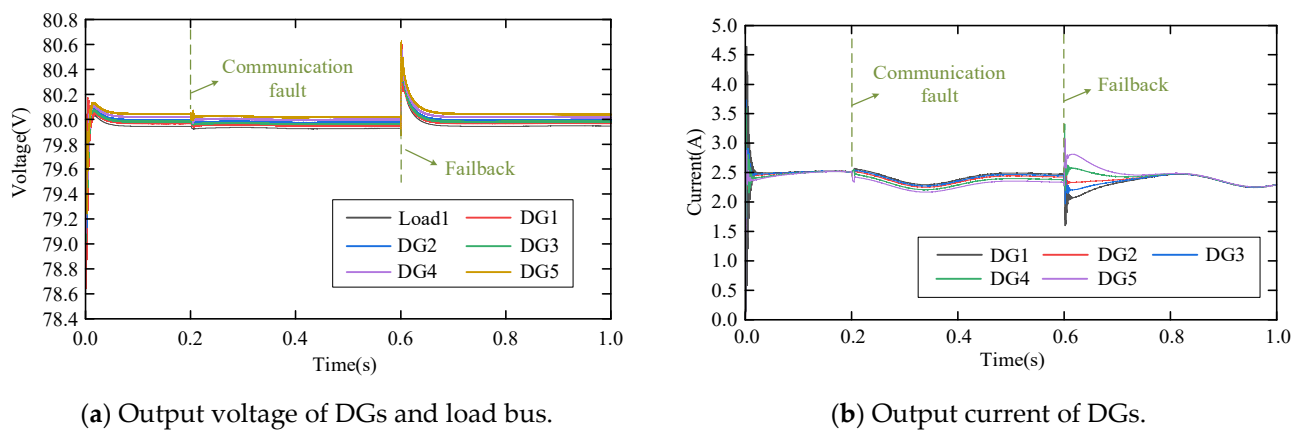 80.8
80.6
80.4
80.2
80.0
79.8
79.6
79.4
79.2
79.0
78.8
78.6
78.4
Voltage(V)
Communication
fault
Failback
Load1 DG1
DG2 DG3
DG4 DG5
0.0 0.2 0.4 0.6 0.8 1.0
Time(s)
(a) Output voltage of DGs and load bus.
5.0
4.5
4.0
3.5
3.0
2.5
2.0
1.5
1.0
0.5
0.0
Current(A)
Communication
fault
Failback
DG1 DG2 DG3
DG4 DG5
0.0 0.2 0.4 0.6 0.8 1.0
Time(s)
(b) Output current of DGs.